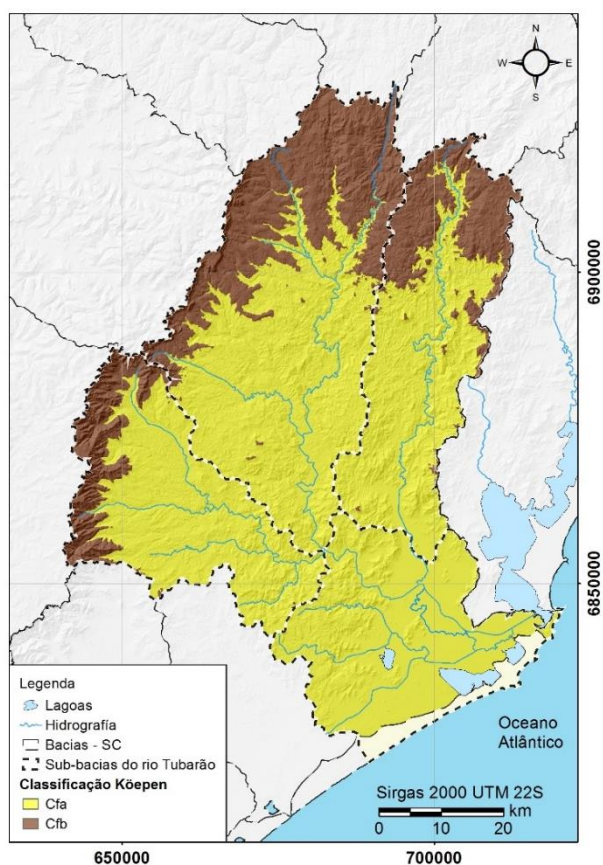 N
W E
S
6900000
6850000
Legenda
Lagoas
Hidrografía
Bacias - SC
Sub-bacias do rio Tubarão
Classificação Köepen
Cfa
Cfb
Oceano
Atlântico
Sirgas 2000 UTM 22S
km
0 10 20
650000 700000